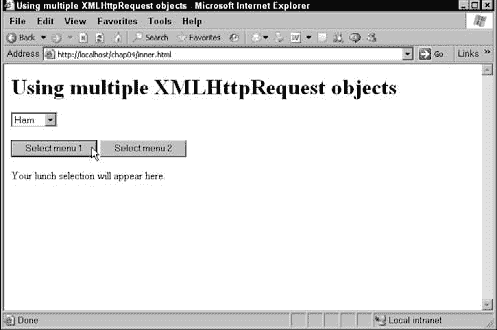 Using multiple XMLHttpRequest objects - Microsoft Internet Explorer
File Edit View Favorites Tools Help
Back Search Favorites
Address http://localhost/chap04/inner.html Go Links »
Using multiple XMLHttpRequest objects
Ham
Select menu 1 Select menu 2
Your lunch selection will appear here.
Done Local intranet